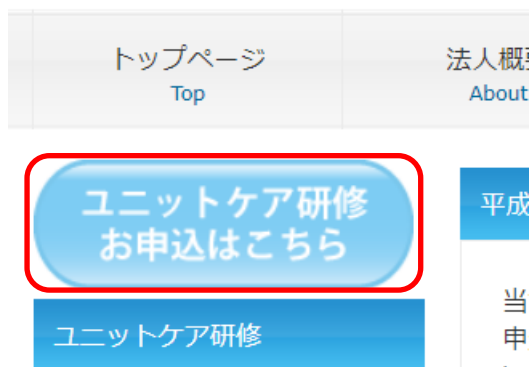 トップページ
Top
法人概要
About
ユニットケア研修
お申込はこちら
ユニットケア研修
平成
当
申